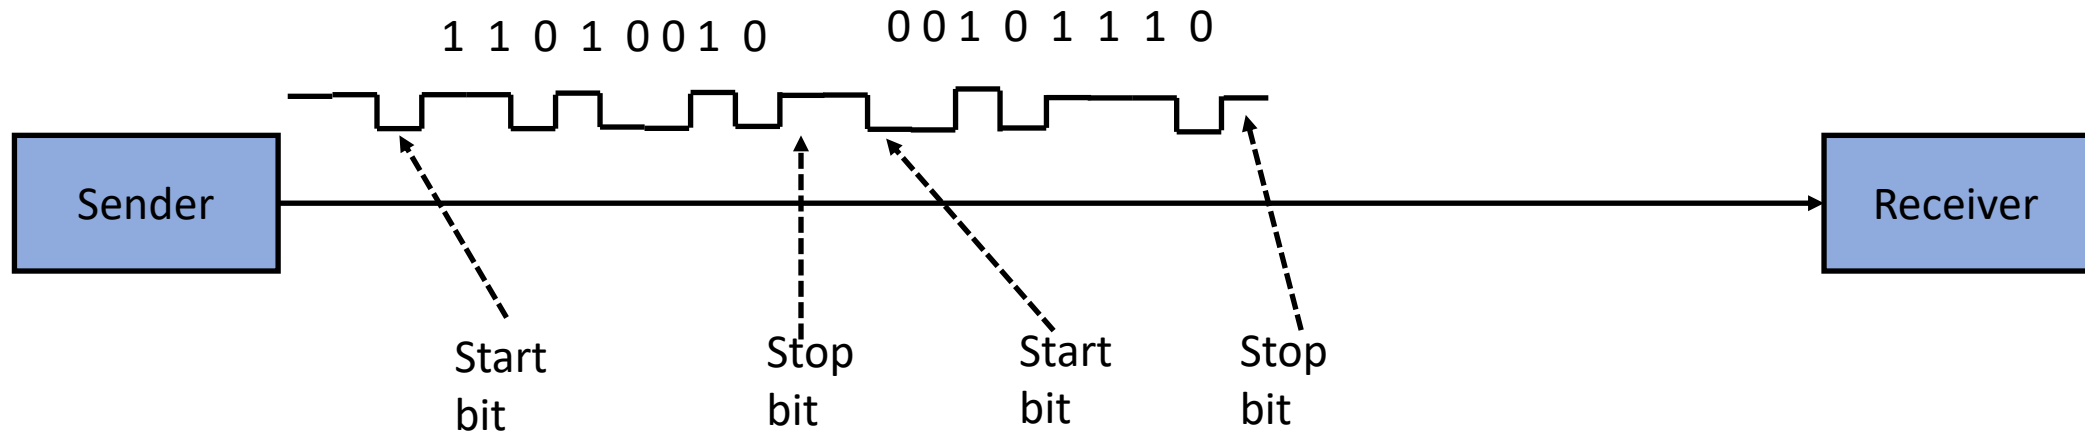 1 1 0 1 0 0 1 0
0 0 1 0 1 1 1 0
Sender
Receiver
Start
bit
Stop
bit
Start
bit
Stop
bit